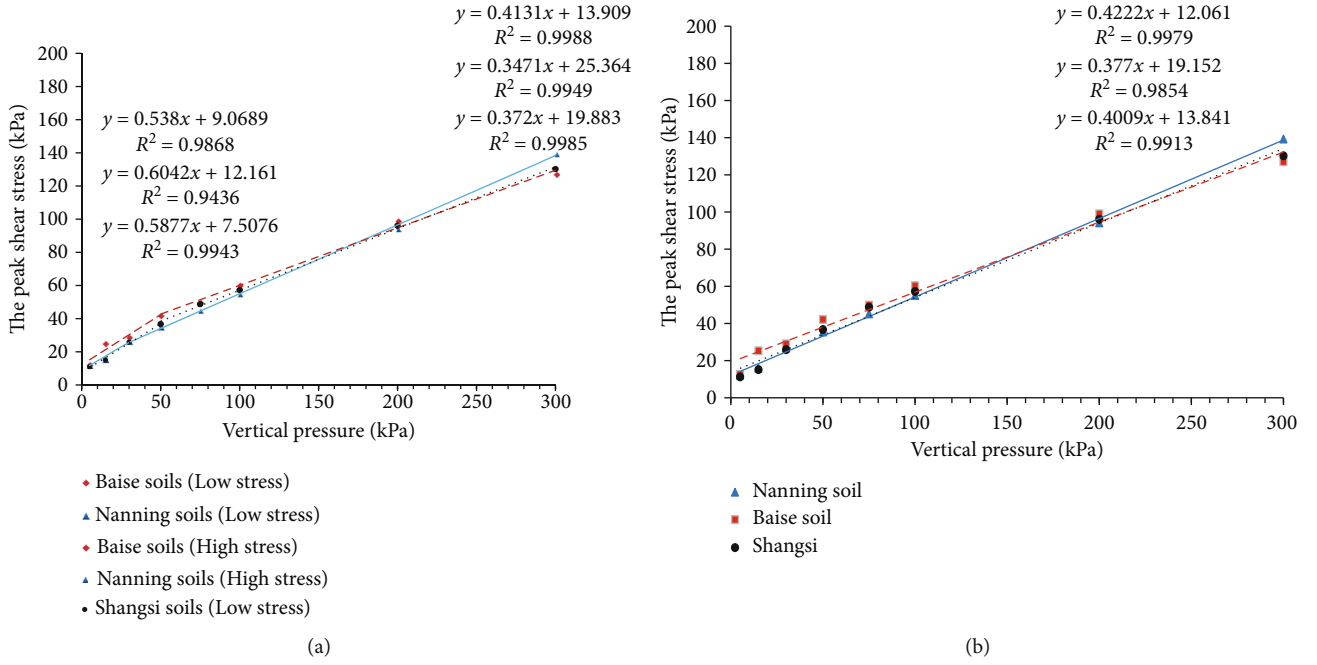 y = 0.4131x + 13.909
R² = 0.9988
y = 0.3471x + 25.364
R² = 0.9949
y = 0.372x + 19.883
R² = 0.9985
y = 0.538x + 9.0689
R² = 0.9868
y = 0.6042x + 12.161
R² = 0.9436
y = 0.5877x + 7.5076
R² = 0.9943
The peak shear stress (kPa)
200
180
160
140
120
100
80
60
40
20
0
0 50 100 150 200 250 300
Vertical pressure (kPa)
Baise soils (Low stress)
Nanning soils (Low stress)
Baise soils (High stress)
Nanning soils (High stress)
Shangsi soils (Low stress)
(a)
y = 0.4222x + 12.061
R² = 0.9979
y = 0.377x + 19.152
R² = 0.9854
y = 0.4009x + 13.841
R² = 0.9913
The peak shear stress (kPa)
200
180
160
140
120
100
80
60
40
20
0
0 50 100 150 200 250 300
Vertical pressure (kPa)
Nanning soil
Baise soil
Shangsi
(b)